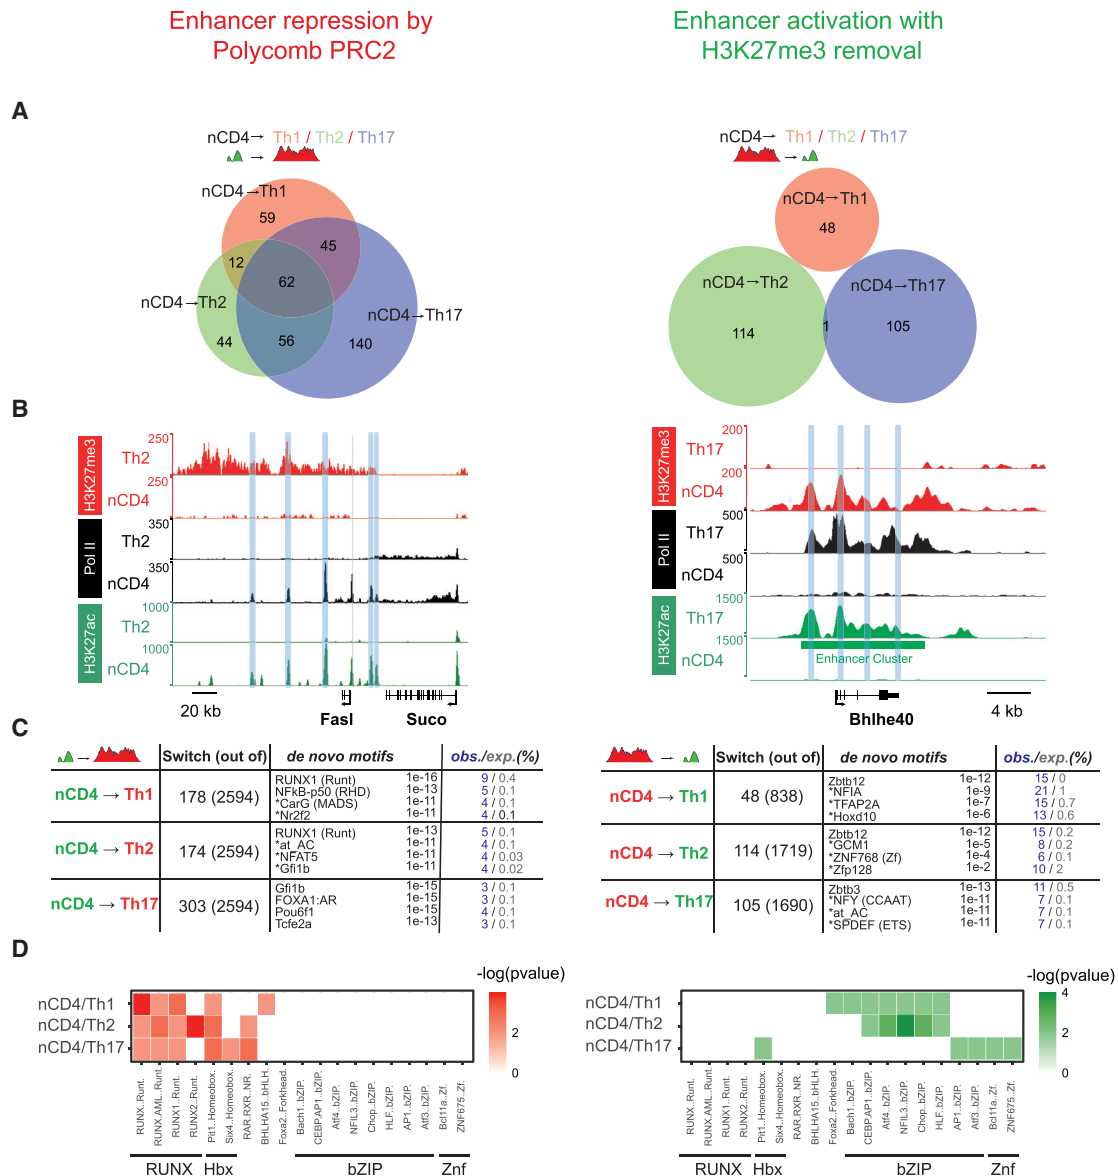 Enhancer repression by
Polycomb PRC2
Enhancer activation with
H3K27me3 removal
A
nCD4→ Th1 / Th2 / Th17
nCD4→Th1
59
45
12
62
nCD4→Th2
nCD4→Th17
44
56
140
nCD4→ Th1 / Th2 / Th17
nCD4→Th1
48
nCD4→Th2
nCD4→Th17
114
1
105
B
H3K27me3
Pol II
H3K27ac
250
Th2
250
nCD4
350
Th2
350
nCD4
1000
Th2
1000
nCD4
20 kb
Fasl
Suco
H3K27me3
Pol II
H3K27ac
200
Th17
200
nCD4
500
Th17
500
nCD4
1500
Th17
1500
Enhancer Cluster
nCD4
Bhlhe40
4 kb
C
Switch (out of) de novo motifs obs./exp.(%)
nCD4 → Th1 178 (2594)
RUNX1 (Runt) 1e-16 9 / 0.4
NFkB-p50 (RHD) 1e-13 5 / 0.1
*CarG (MADS) 1e-11 4 / 0.1
*Nr2f2 1e-11 4 / 0.1
nCD4 → Th2 174 (2594)
RUNX1 (Runt) 1e-13 5 / 0.1
*at_AC 1e-11 4 / 0.1
*NFAT5 1e-11 4 / 0.03
*Gfi1b 1e-11 4 / 0.02
nCD4 → Th17 303 (2594)
Gfi1b 1e-15 3 / 0.1
FOXA1:AR 1e-15 3 / 0.1
Pou6f1 1e-15 4 / 0.1
Tcfe2a 1e-13 3 / 0.1
Switch (out of) de novo motifs obs./exp.(%)
nCD4 → Th1 48 (838)
Zbtb12 1e-12 15 / 0
*NFIA 1e-9 21 / 1
*TFAP2A 1e-7 15 / 0.7
*Hoxd10 1e-6 13 / 0.6
nCD4 → Th2 114 (1719)
Zbtb12 1e-12 15 / 0.2
*GCM1 1e-5 8 / 0.2
*ZNF768 (Zf) 1e-4 6 / 0.1
*Zfp128 1e-2 10 / 2
nCD4 → Th17 105 (1690)
Zbtb3 1e-13 11 / 0.5
*NFY (CCAAT) 1e-11 7 / 0.1
*at_AC 1e-11 7 / 0.1
*SPDEF (ETS) 1e-11 7 / 0.1
D
-log(pvalue)
nCD4/Th1
nCD4/Th2
nCD4/Th17
2
0
RUNX..Runt.
RUNX.AML..Runt.
RUNX1..Runt.
RUNX2..Runt.
Pit1..Homeobox.
Six4..Homeobox.
RAR.RXR..NR.
BHLHA15..bHLH.
Foxa2..Forkhead.
Bach1..bZIP.
CEBP.AP1..bZIP.
Atf4..bZIP.
NFIL3..bZIP.
Chop..bZIP.
HLF..bZIP.
AP1..bZIP.
Atf3..bZIP.
Bcl11a..Zf.
ZNF675..Zf.
RUNX Hbx bZIP Znf
-log(pvalue)
nCD4/Th1
nCD4/Th2
nCD4/Th17
4
2
0
RUNX..Runt.
RUNX.AML..Runt.
RUNX1..Runt.
RUNX2..Runt.
Pit1..Homeobox.
Six4..Homeobox.
RAR.RXR..NR.
BHLHA15..bHLH.
Foxa2..Forkhead.
Bach1..bZIP.
CEBP.AP1..bZIP.
Atf4..bZIP.
NFIL3..bZIP.
Chop..bZIP.
HLF..bZIP.
AP1..bZIP.
Atf3..bZIP.
Bcl11a..Zf.
ZNF675..Zf.
RUNX Hbx bZIP Znf